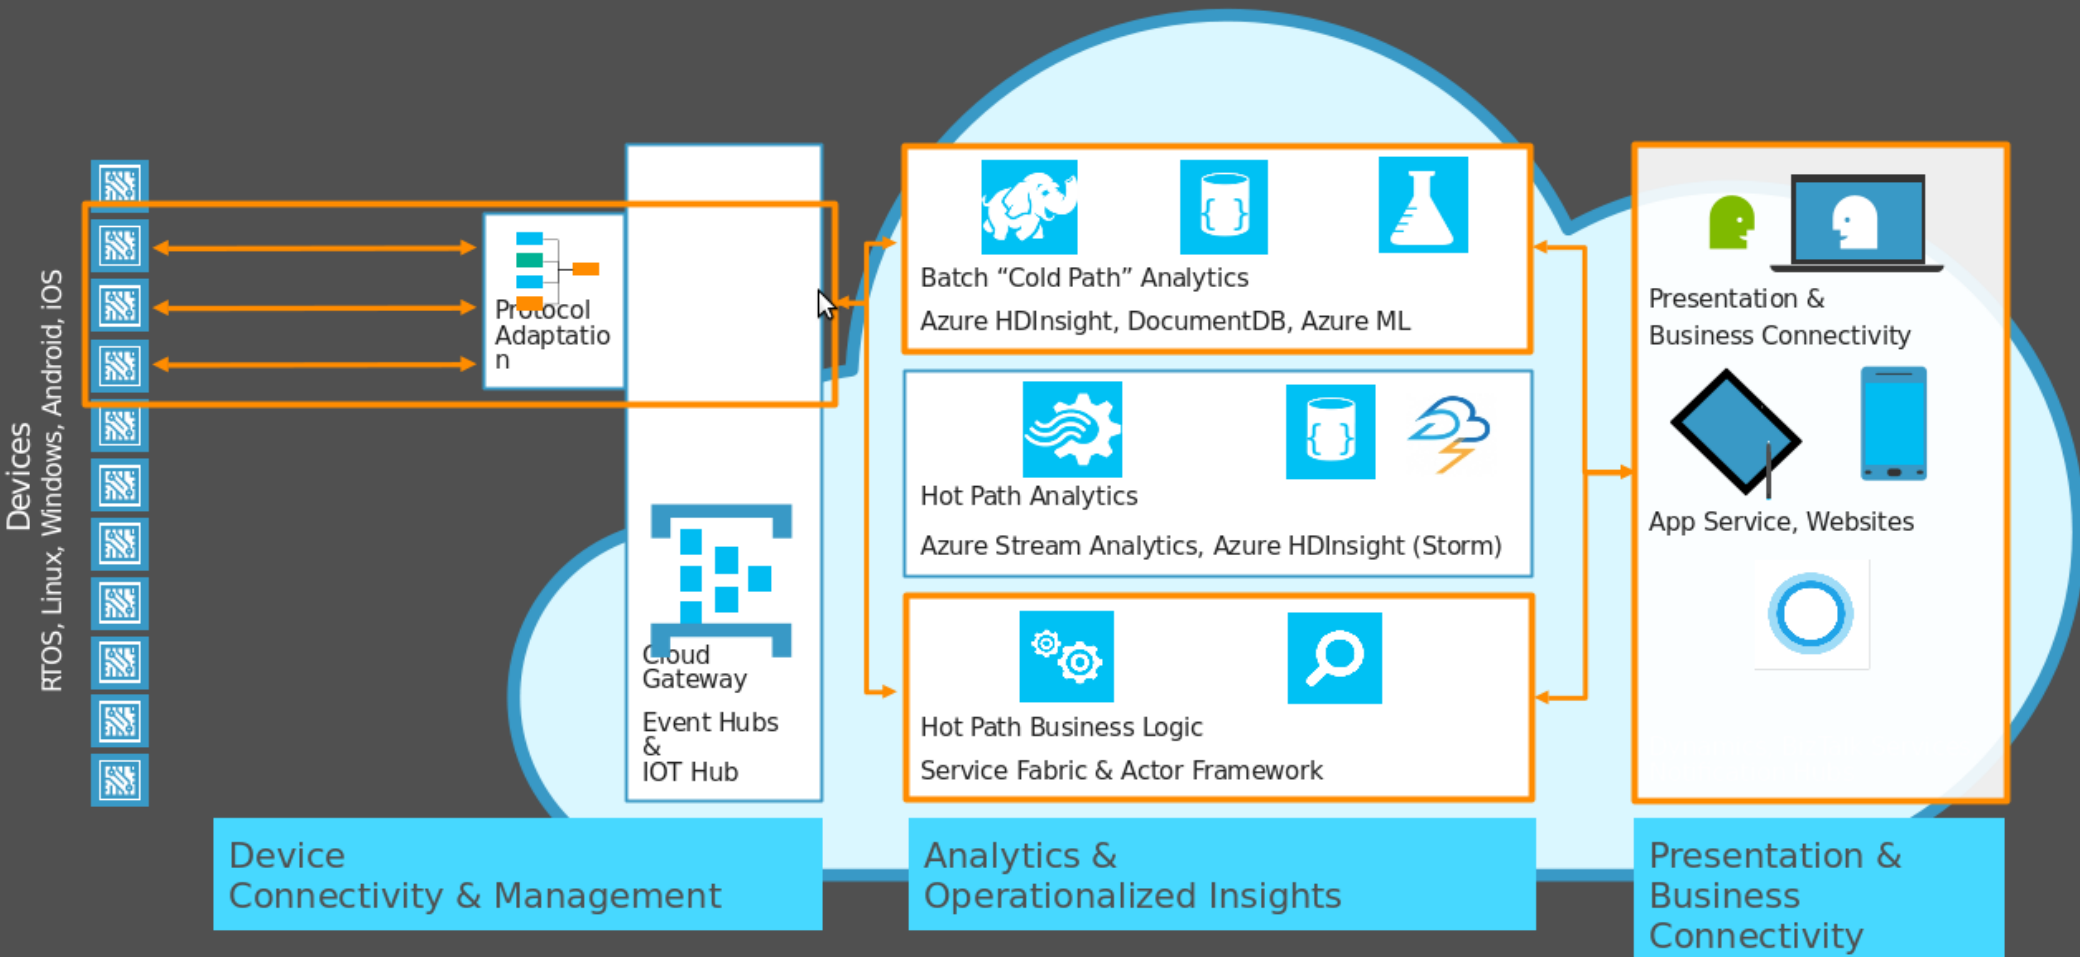 Devices
RTOS, Linux, Windows, Android, iOS
Protocol
Adaptatio
n
Cloud
Gateway
Event Hubs
&
IOT Hub
Batch “Cold Path” Analytics
Azure HDInsight, DocumentDB, Azure ML
Hot Path Analytics
Azure Stream Analytics, Azure HDInsight (Storm)
Hot Path Business Logic
Service Fabric & Actor Framework
Presentation &
Business Connectivity
App Service, Websites
Device
Connectivity & Management
Analytics &
Operationalized Insights
Presentation &
Business
Connectivity